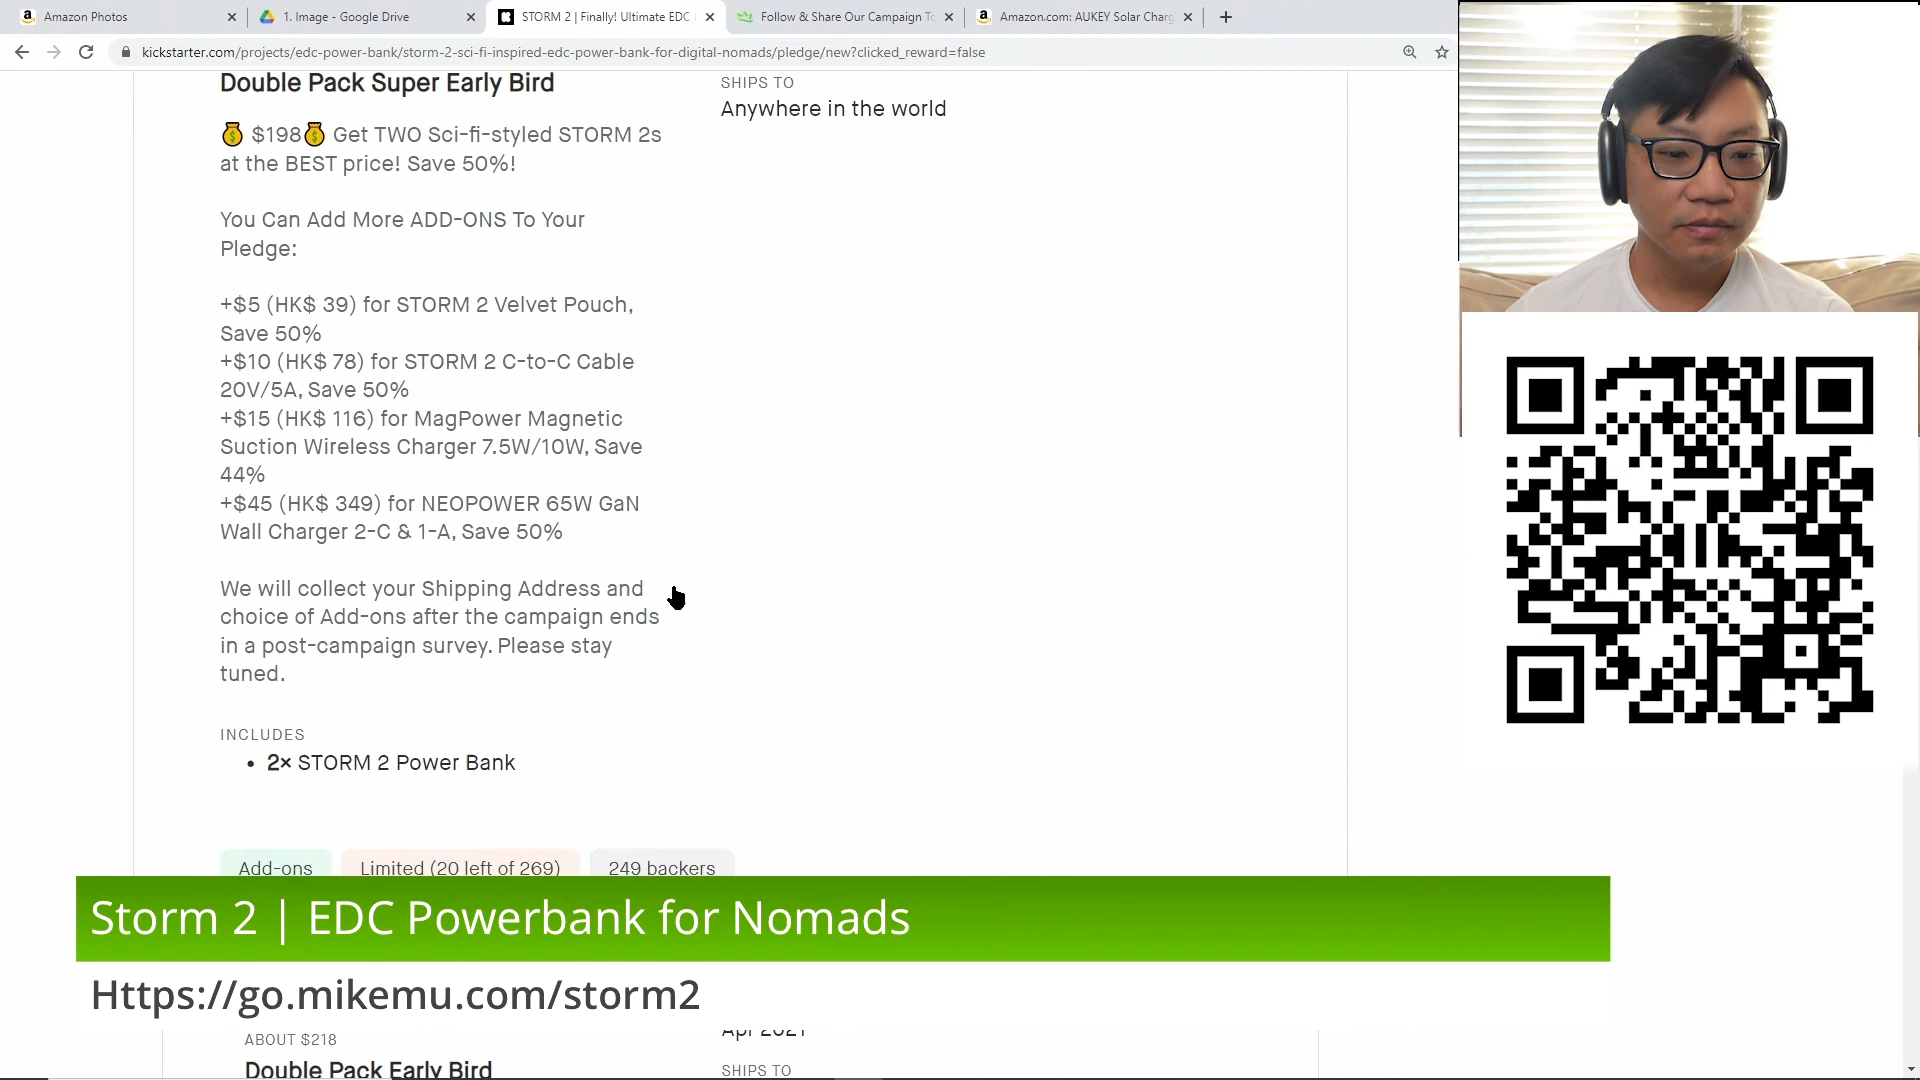 Amazon Photos
1. Image - Google Drive
STORM 2 | Finally! Ultimate EDC
Follow & Share Our Campaign To
Amazon.com: AUKEY Solar Charg
kickstarter.com/projects/edc-power-bank/storm-2-sci-fi-inspired-edc-power-bank-for-digital-nomads/pledge/new?clicked_reward=false
Double Pack Super Early Bird
SHIPS TO
Anywhere in the world
💰 $198💰 Get TWO Sci-fi-styled STORM 2s
at the BEST price! Save 50%!
You Can Add More ADD-ONS To Your
Pledge:
+$5 (HK$ 39) for STORM 2 Velvet Pouch,
Save 50%
+$10 (HK$ 78) for STORM 2 C-to-C Cable
20V/5A, Save 50%
+$15 (HK$ 116) for MagPower Magnetic
Suction Wireless Charger 7.5W/10W, Save
44%
+$45 (HK$ 349) for NEOPOWER 65W GaN
Wall Charger 2-C & 1-A, Save 50%
We will collect your Shipping Address and
choice of Add-ons after the campaign ends
in a post-campaign survey. Please stay
tuned.
INCLUDES
• 2× STORM 2 Power Bank
Add-ons
Limited (20 left of 269)
249 backers
Storm 2 | EDC Powerbank for Nomads
Https://go.mikemu.com/storm2
Apr 2021
ABOUT $218
Double Pack Early Bird
SHIPS TO